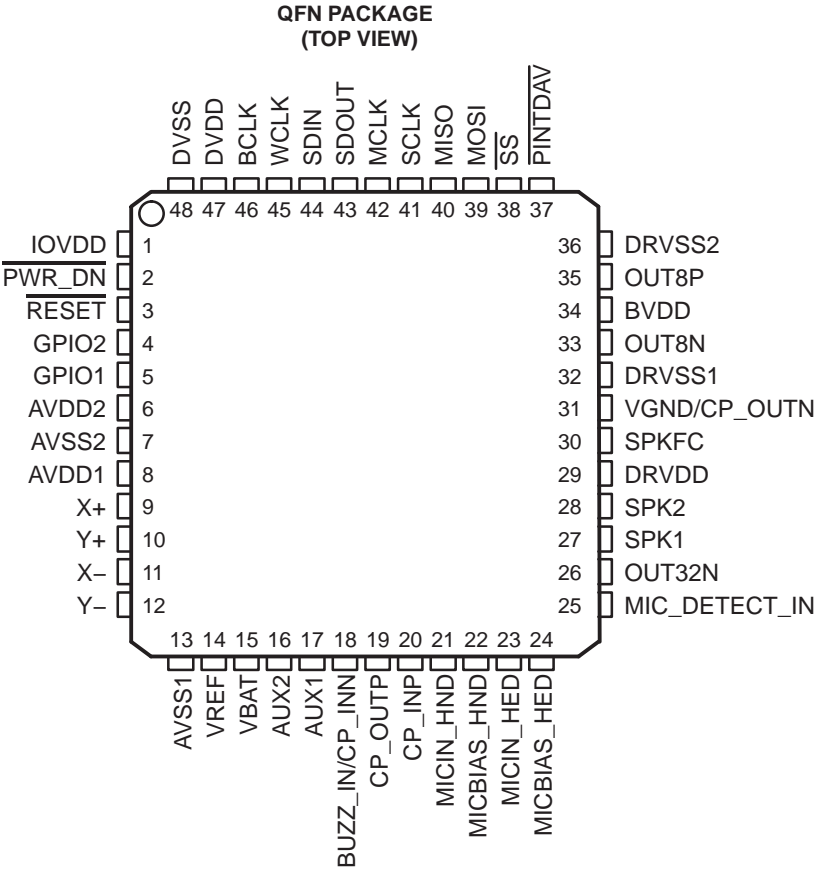 QFN PACKAGE
(TOP VIEW)
DVSS
DVDD
BCLK
WCLK
SDIN
SDOUT
MCLK
SCLK
MISO
MOSI
SS
PINTDAV
48 47 46 45 44 43 42 41 40 39 38 37
IOVDD 1
PWR_DN 2
RESET 3
GPIO2 4
GPIO1 5
AVDD2 6
AVSS2 7
AVDD1 8
X+ 9
Y+ 10
X– 11
Y– 12
36 DRVSS2
35 OUT8P
34 BVDD
33 OUT8N
32 DRVSS1
31 VGND/CP_OUTN
30 SPKFC
29 DRVDD
28 SPK2
27 SPK1
26 OUT32N
25 MIC_DETECT_IN
13 14 15 16 17 18 19 20 21 22 23 24
AVSS1
VREF
VBAT
AUX2
AUX1
BUZZ_IN/CP_INN
CP_OUTP
CP_INP
MICIN_HND
MICBIAS_HND
MICIN_HED
MICBIAS_HED